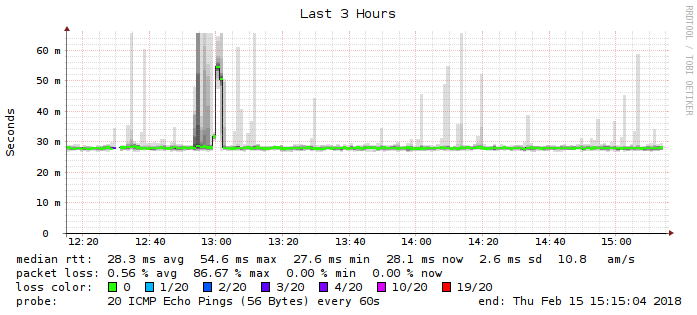 Last 3 Hours
RRDTOOL / TOBI OETIKER
Seconds
60 m
50 m
40 m
30 m
20 m
10 m
0
12:20 12:40 13:00 13:20 13:40 14:00 14:20 14:40 15:00
median rtt: 28.3 ms avg 54.6 ms max 27.6 ms min 28.1 ms now 2.6 ms sd 10.8 am/s
packet loss: 0.56 % avg 86.67 % max 0.00 % min 0.00 % now
loss color: 0 1/20 2/20 3/20 4/20 10/20 19/20
probe: 20 ICMP Echo Pings (56 Bytes) every 60s end: Thu Feb 15 15:15:04 2018